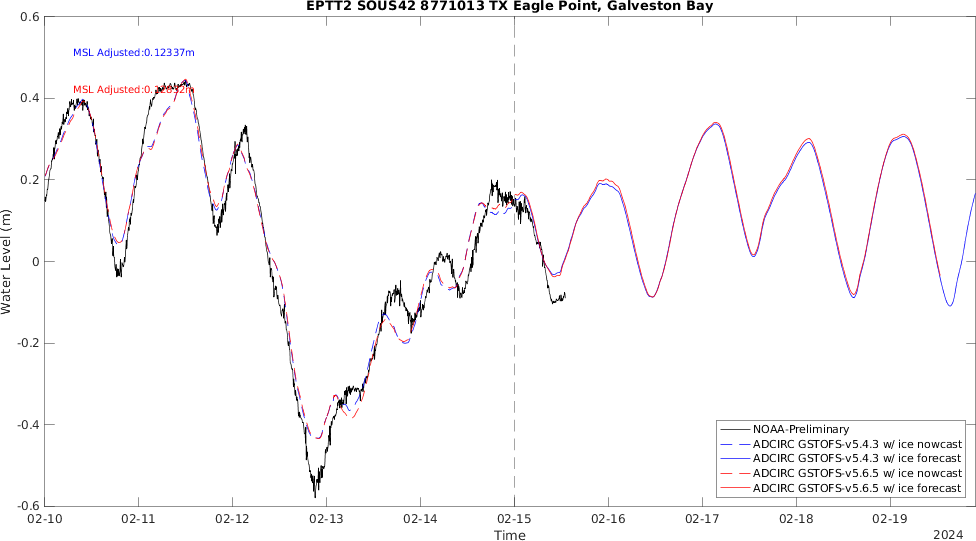 EPTT2 SOUS42 8771013 TX Eagle Point, Galveston Bay
0.6
0.4
0.2
0
-0.2
-0.4
-0.6
Water Level (m)
MSL Adjusted:0.12337m
MSL Adjusted:
NOAA-Preliminary
ADCIRC GSTOFS-v5.4.3 w/ ice nowcast
ADCIRC GSTOFS-v5.4.3 w/ ice forecast
ADCIRC GSTOFS-v5.6.5 w/ ice nowcast
ADCIRC GSTOFS-v5.6.5 w/ ice forecast
02-10 02-11 02-12 02-13 02-14 02-15 02-16 02-17 02-18 02-19
Time
2024